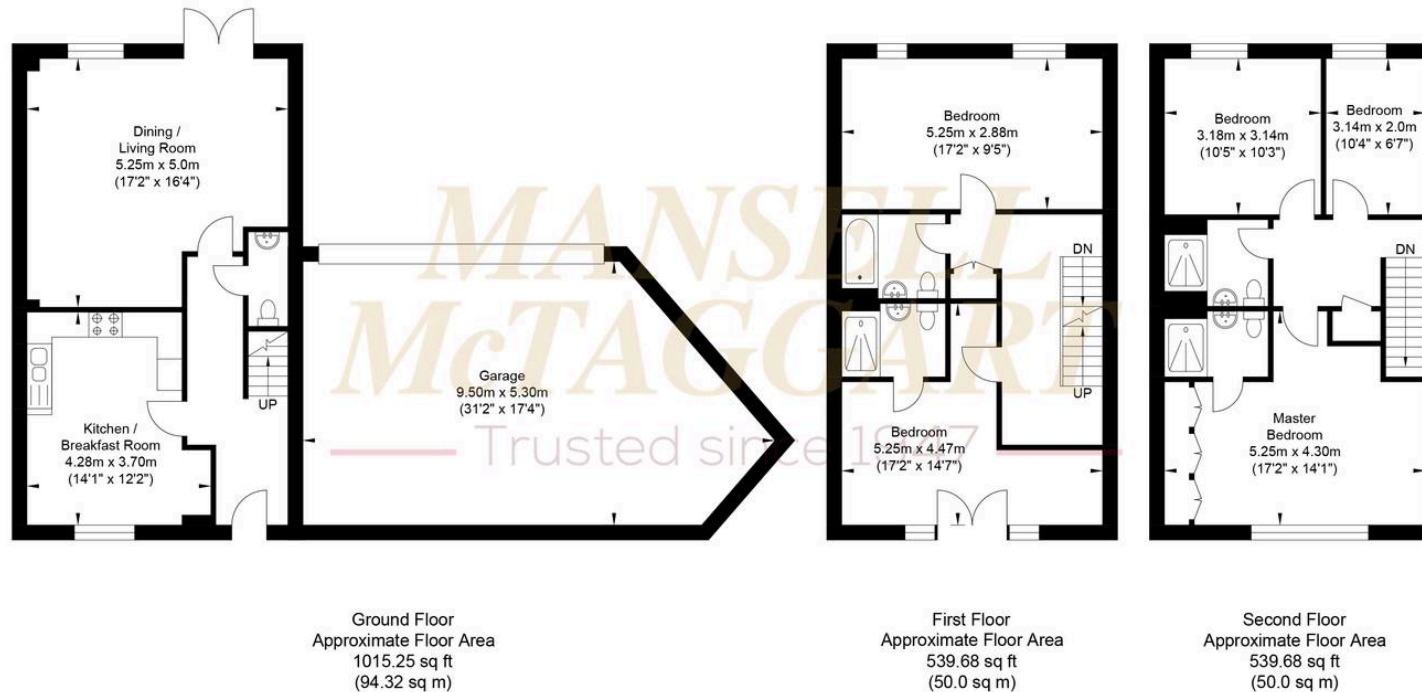 Dining /
Living Room
5.25m x 5.0m
(17'2" x 16'4")
Kitchen /
Breakfast Room
4.28m x 3.70m
(14'1" x 12'2")
UP
Garage
9.50m x 5.30m
(31'2" x 17'4")
Ground Floor
Approximate Floor Area
1015.25 sq ft
(94.32 sq m)
Bedroom
5.25m x 2.88m
(17'2" x 9'5")
DN
UP
Bedroom
5.25m x 4.47m
(17'2" x 14'7")
First Floor
Approximate Floor Area
539.68 sq ft
(50.0 sq m)
Bedroom
3.18m x 3.14m
(10'5" x 10'3")
Bedroom
3.14m x 2.0m
(10'4" x 6'7")
DN
Master
Bedroom
5.25m x 4.30m
(17'2" x 14'1")
Second Floor
Approximate Floor Area
539.68 sq ft
(50.0 sq m)
MANSELL
McTAGGART
Trusted since 1947